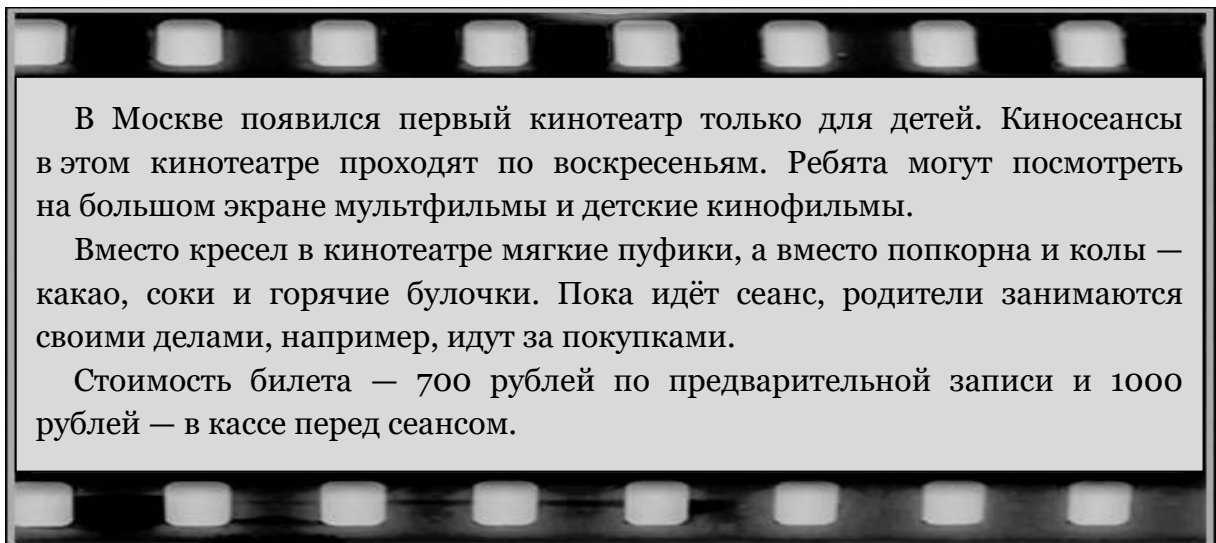 В Москве появился первый кинотеатр только для детей. Киносеансы
в этом кинотеатре проходят по воскресеньям. Ребята могут посмотреть
на большом экране мультфильмы и детские кинофильмы.
Вместо кресел в кинотеатре мягкие пуфики, а вместо попкорна и колы —
какао, соки и горячие булочки. Пока идёт сеанс, родители занимаются
своими делами, например, идут за покупками.
Стоимость билета — 700 рублей по предварительной записи и 1000
рублей — в кассе перед сеансом.